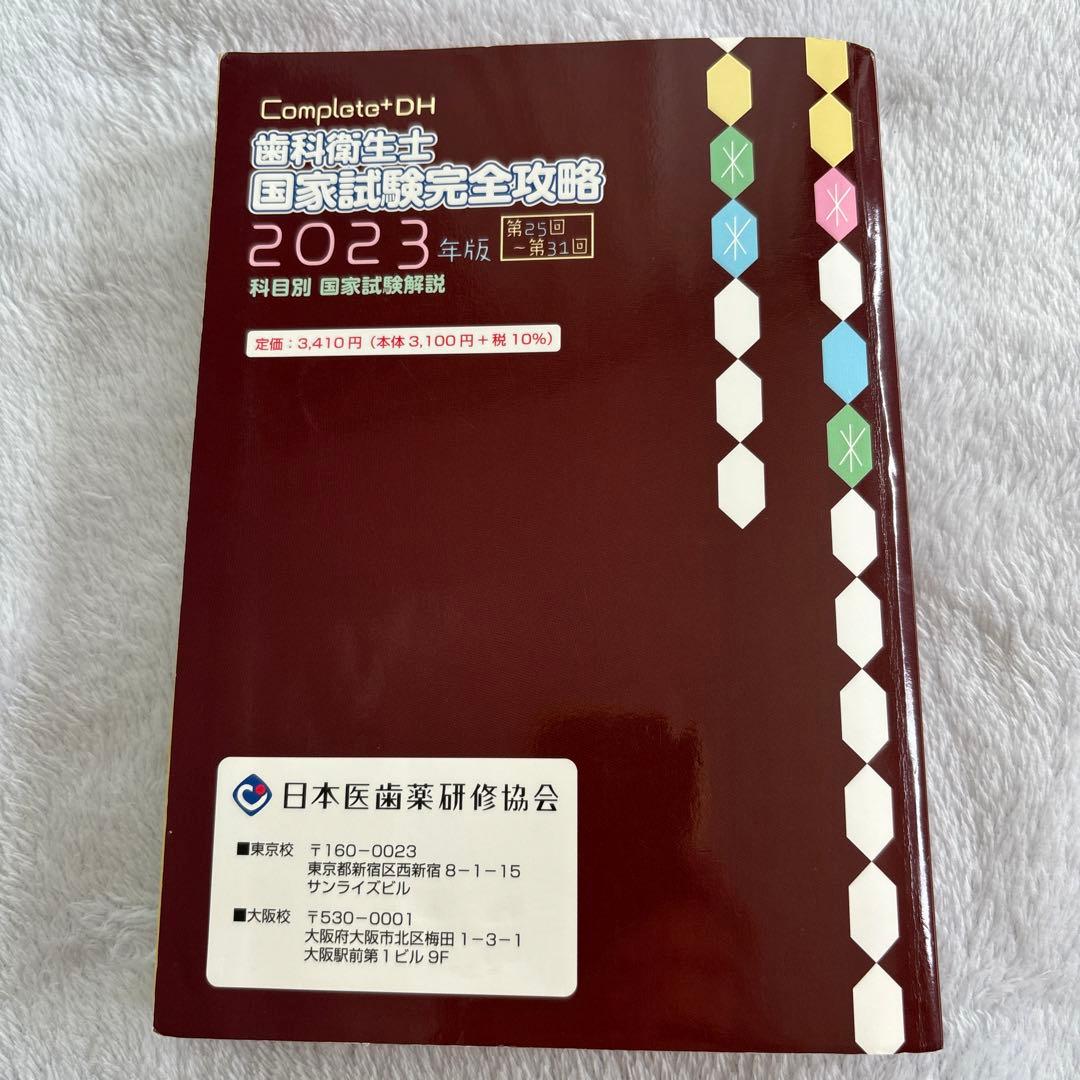 Complete+DH
歯科衛生士
国家試験完全攻略
2023年版
第25回
～第31回
科目別 国家試験解説
定価：3,410円（本体3,100円＋税10%）
日本医歯薬研修協会
■東京校 〒160−0023
東京都新宿区西新宿8−1−15
サンライズビル
■大阪校 〒530−0001
大阪府大阪市北区梅田1−3−1
大阪駅前第1ビル9F